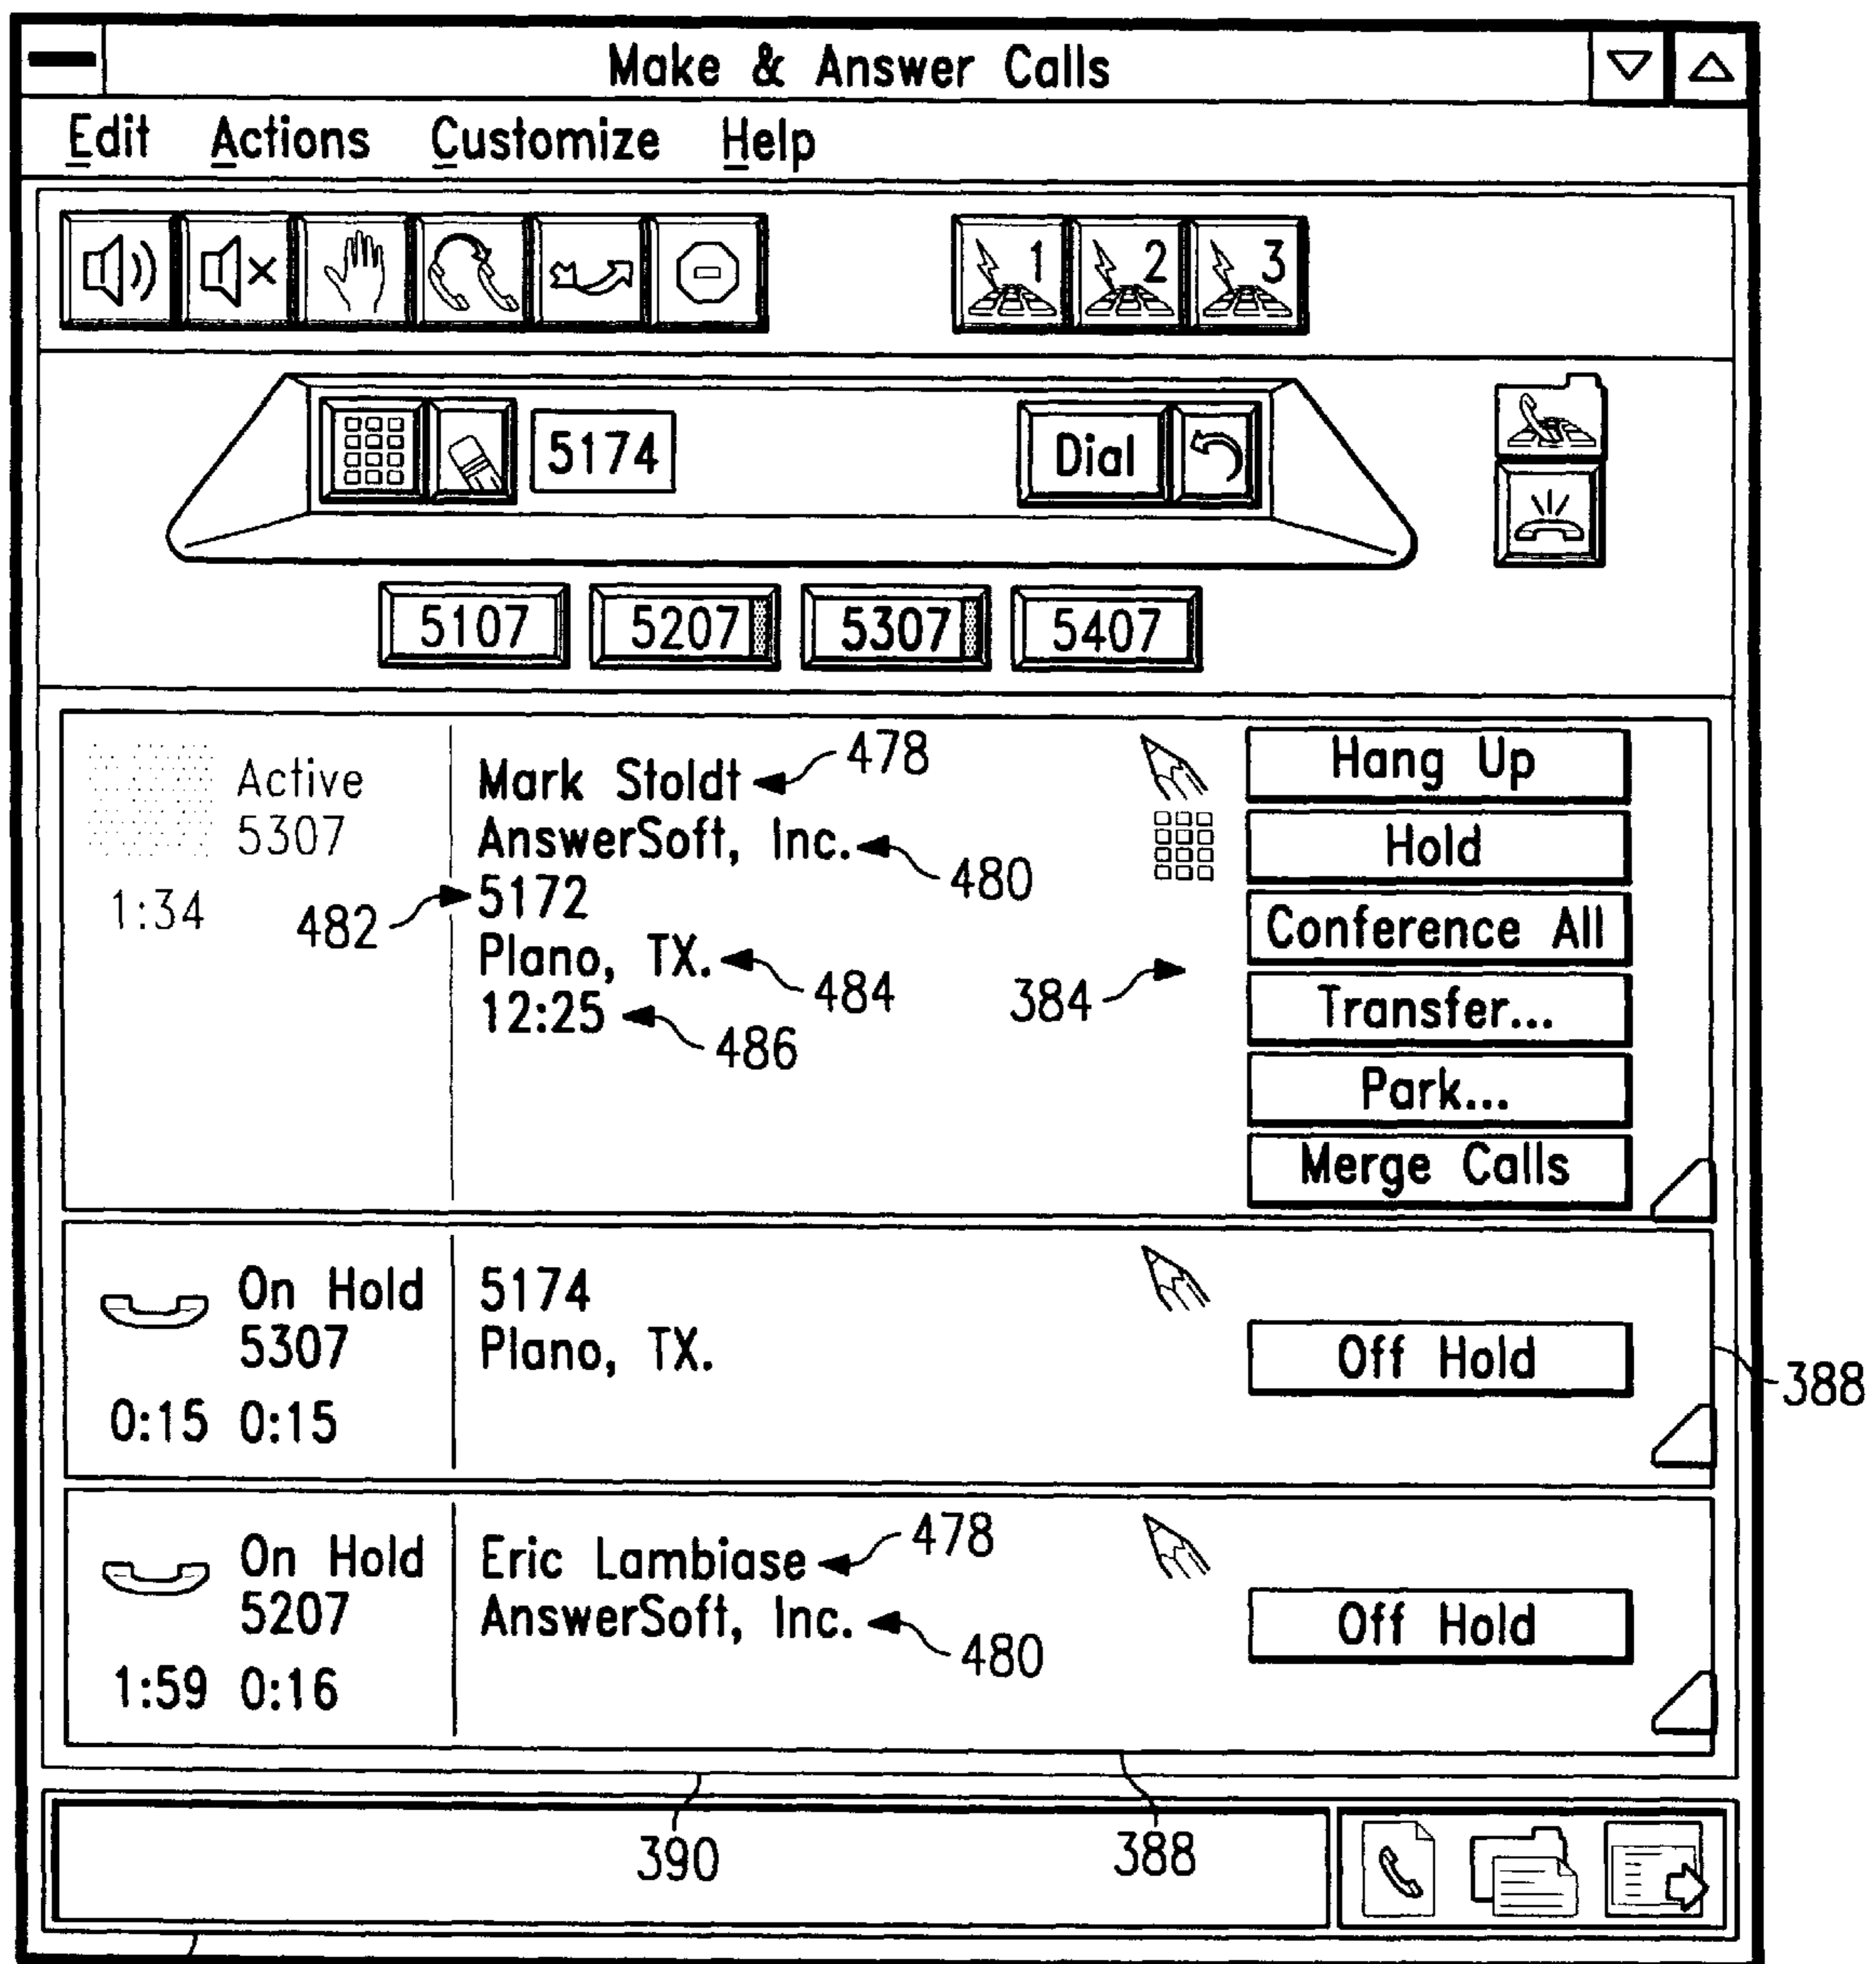 Make & Answer Calls
Edit Actions Customize Help
1 2 3
5174 Dial
5107 5207 5307 5407
Active
5307
1:34
Mark Stoldt 478
AnswerSoft, Inc. 480
482 5172
Plano, TX. 484
12:25 486
384
Hang Up
Hold
Conference All
Transfer...
Park...
Merge Calls
On Hold
5307
0:15 0:15
5174
Plano, TX.
Off Hold
388
On Hold
5207
1:59 0:16
Eric Lambiase 478
AnswerSoft, Inc. 480
Off Hold
390 388